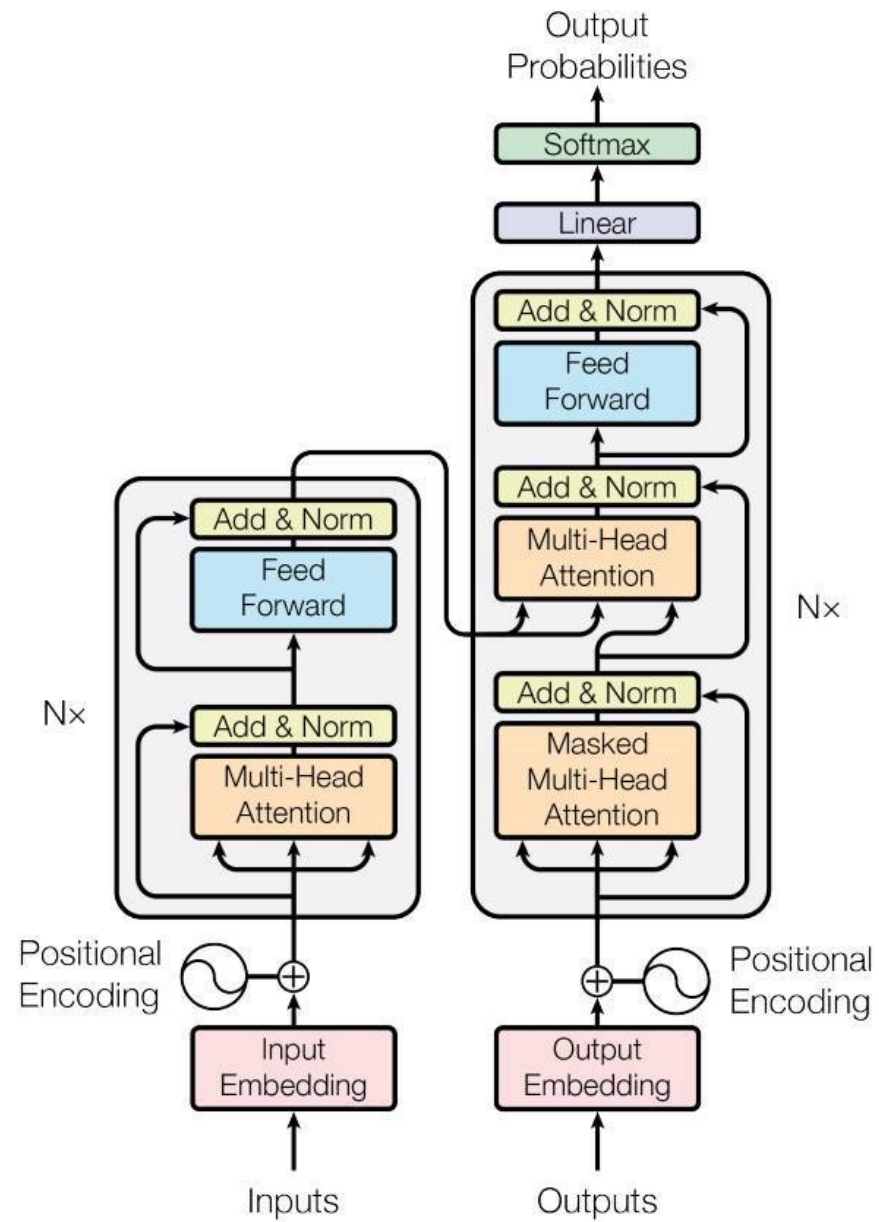 Output
Probabilities
Softmax
Linear
Add & Norm
Feed
Forward
Add & Norm
Multi-Head
Attention
Nx
Add & Norm
Masked
Multi-Head
Attention
Add & Norm
Feed
Forward
Nx
Add & Norm
Multi-Head
Attention
Positional
Encoding
Positional
Encoding
Input
Embedding
Output
Embedding
Inputs
Outputs